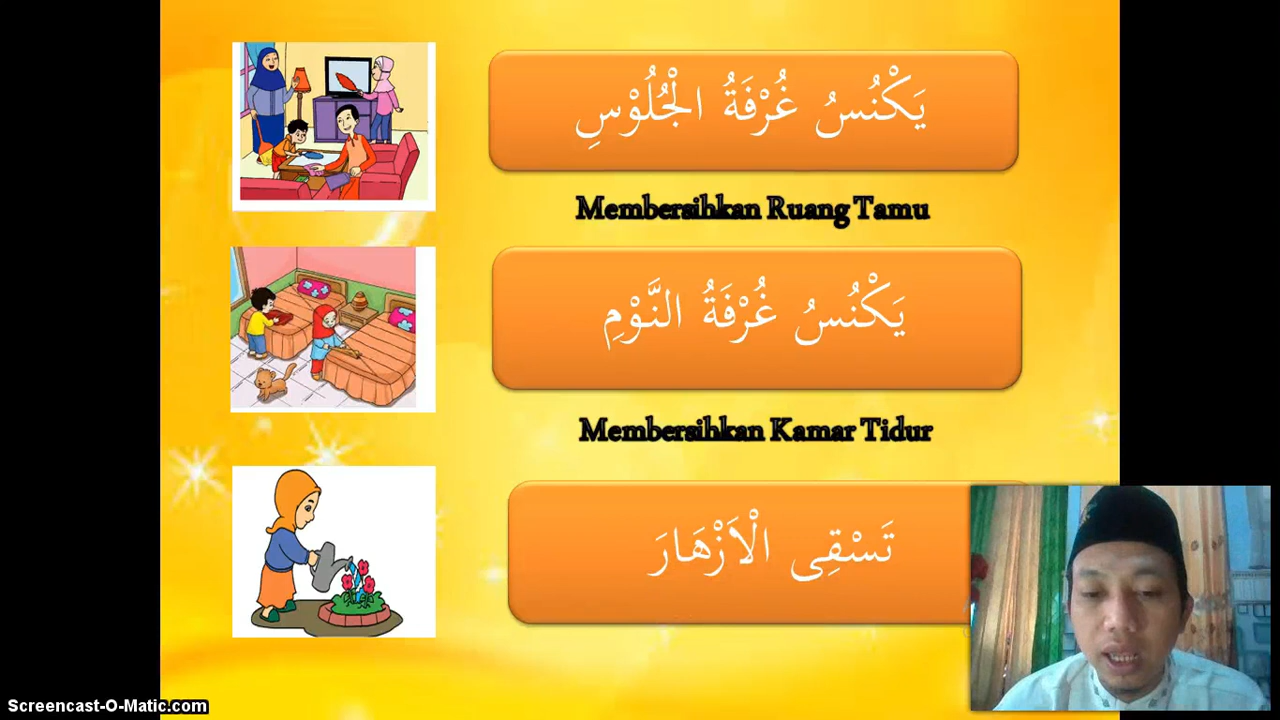 يَكْنُسُ غُرْفَةُ الْجُلُوْسِ
Membersihkan Ruang Tamu
يَكْنُسُ غُرْفَةُ النَّوْمِ
Membersihkan Kamar Tidur
تَسْقِى الْاَزْهَارَ
Screencast-O-Matic.com